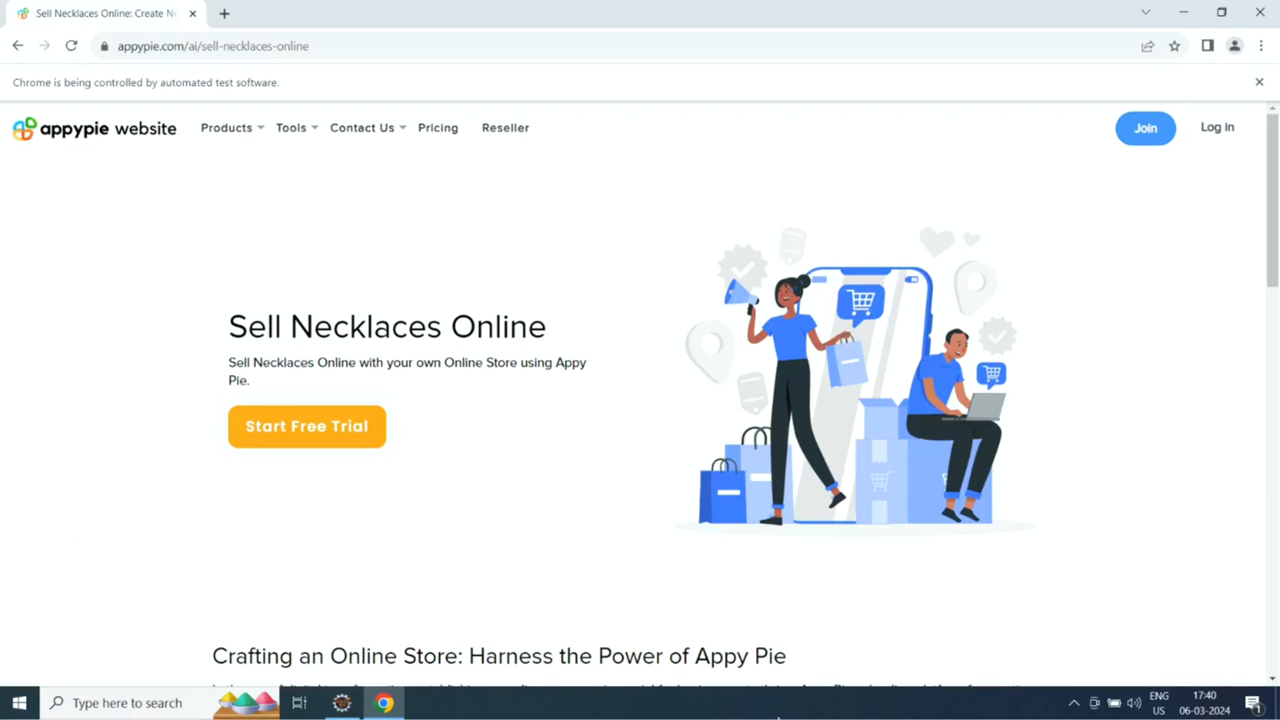 Sell Necklaces Online: Create Ne
appypie.com/ai/sell-necklaces-online
Chrome is being controlled by automated test software.
appypie website
Products
Tools
Contact Us
Pricing
Reseller
Join
Log in
Sell Necklaces Online
Sell Necklaces Online with your own Online Store using Appy
Pie.
Start Free Trial
Crafting an Online Store: Harness the Power of Appy Pie
Type here to search
ENG
US
17:40
06-03-2024
1